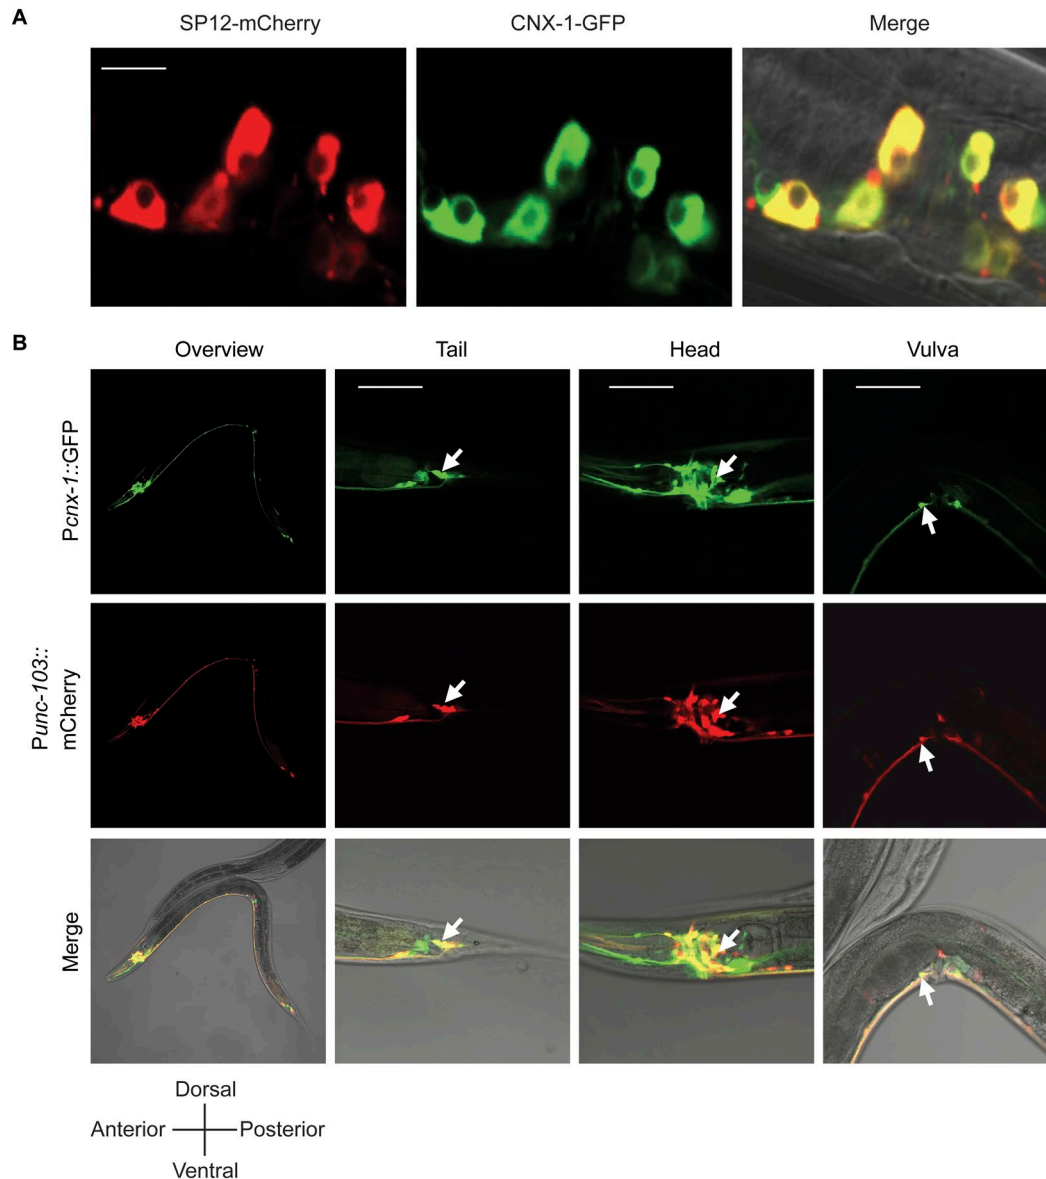 A
SP12-mCherry
CNX-1-GFP
Merge
B
Overview
Tail
Head
Vulva
Pcnx-1::GFP
Punc-103::
mCherry
Merge
Dorsal
Anterior
Posterior
Ventral